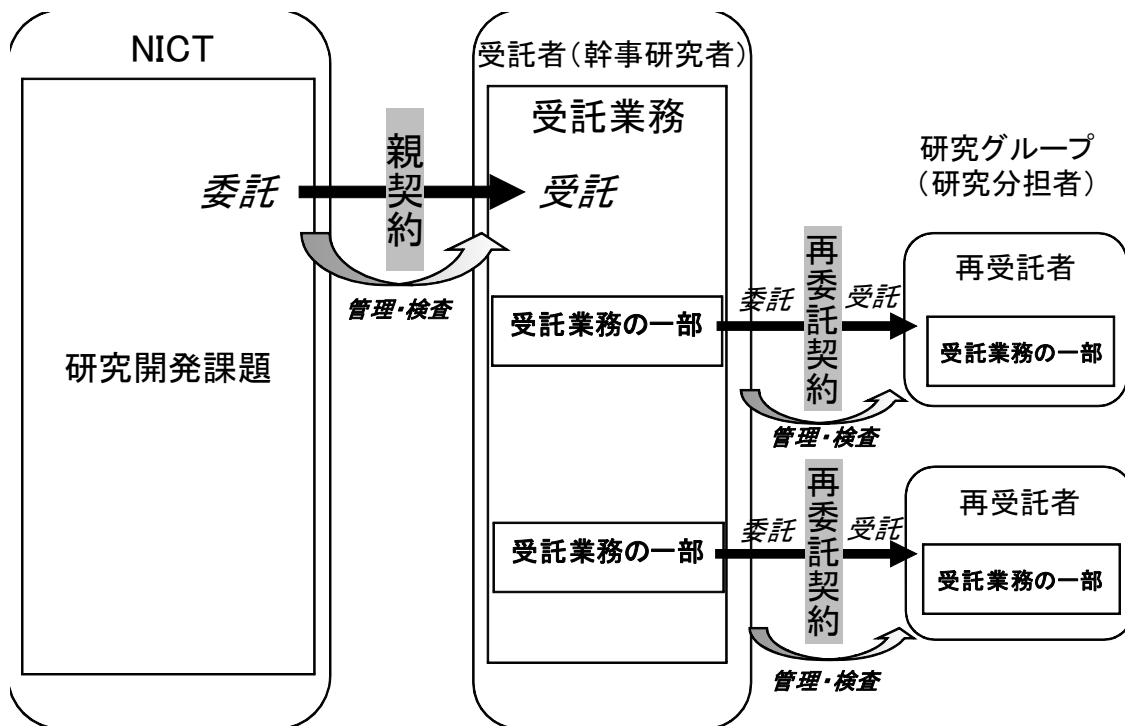 NICT
研究開発課題
委託
親契約
管理・検査
受託者(幹事研究者)
受託業務
受託
受託業務の一部
受託業務の一部
研究グループ
(研究分担者)
委託
再委託契約
受託
管理・検査
再受託者
受託業務の一部
委託
再委託契約
受託
管理・検査
再受託者
受託業務の一部